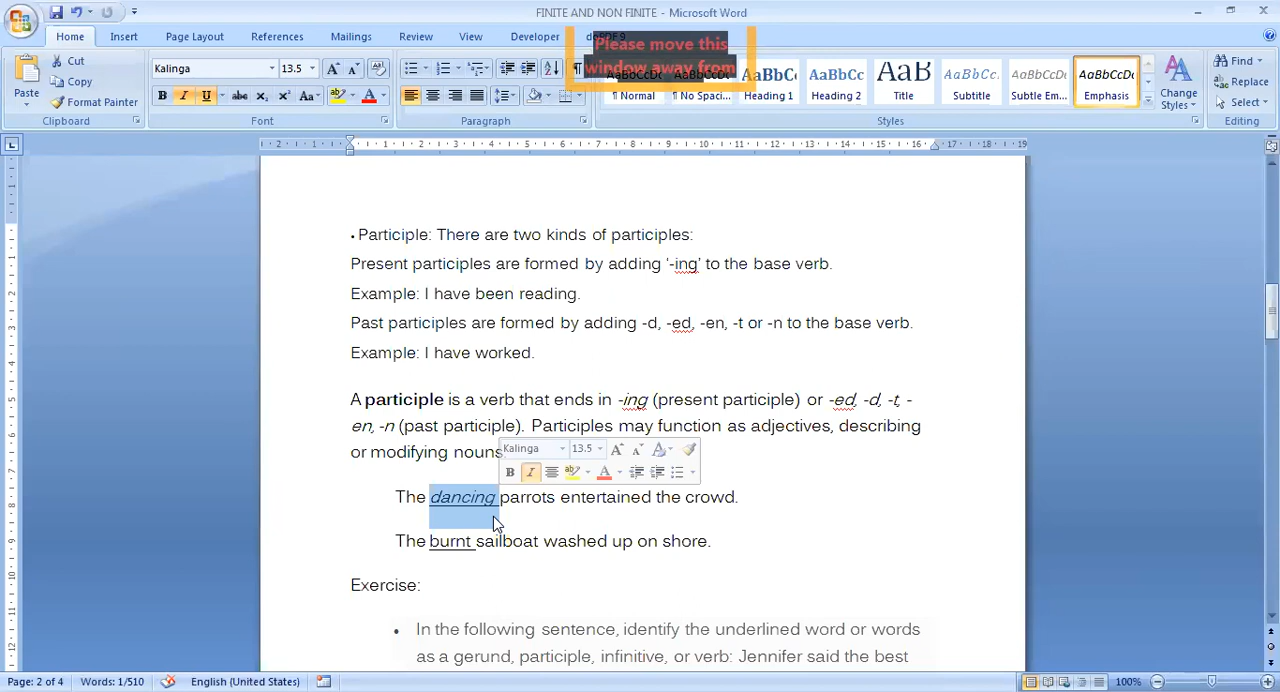 FINITE AND NON FINITE - Microsoft Word
Home Insert Page Layout References Mailings Review View Developer
Please move this
window away from
Paste Cut Copy Format Painter
Clipboard
Kalinga 13.5
Font
Paragraph
AaBbCcDc AaBbCcDc AaBbC AaBbCc AaB AaBbCc. AaBbCcDc AaBbCcDc
¶ Normal ¶ No Spaci... Heading 1 Heading 2 Title Subtitle Subtle Em... Emphasis
Change Styles
Styles
Find Replace Select
Editing
• Participle: There are two kinds of participles:
Present participles are formed by adding ‘-ing’ to the base verb.
Example: I have been reading.
Past participles are formed by adding -d, -ed, -en, -t or -n to the base verb.
Example: I have worked.
A participle is a verb that ends in -ing (present participle) or -ed, -d, -t, -
en, -n (past participle). Participles may function as adjectives, describing
or modifying nouns
Kalinga 13.5
The dancing parrots entertained the crowd.
The burnt sailboat washed up on shore.
Exercise:
• In the following sentence, identify the underlined word or words
as a gerund, participle, infinitive, or verb: Jennifer said the best
Page: 2 of 4 Words: 1/510 English (United States) 100%